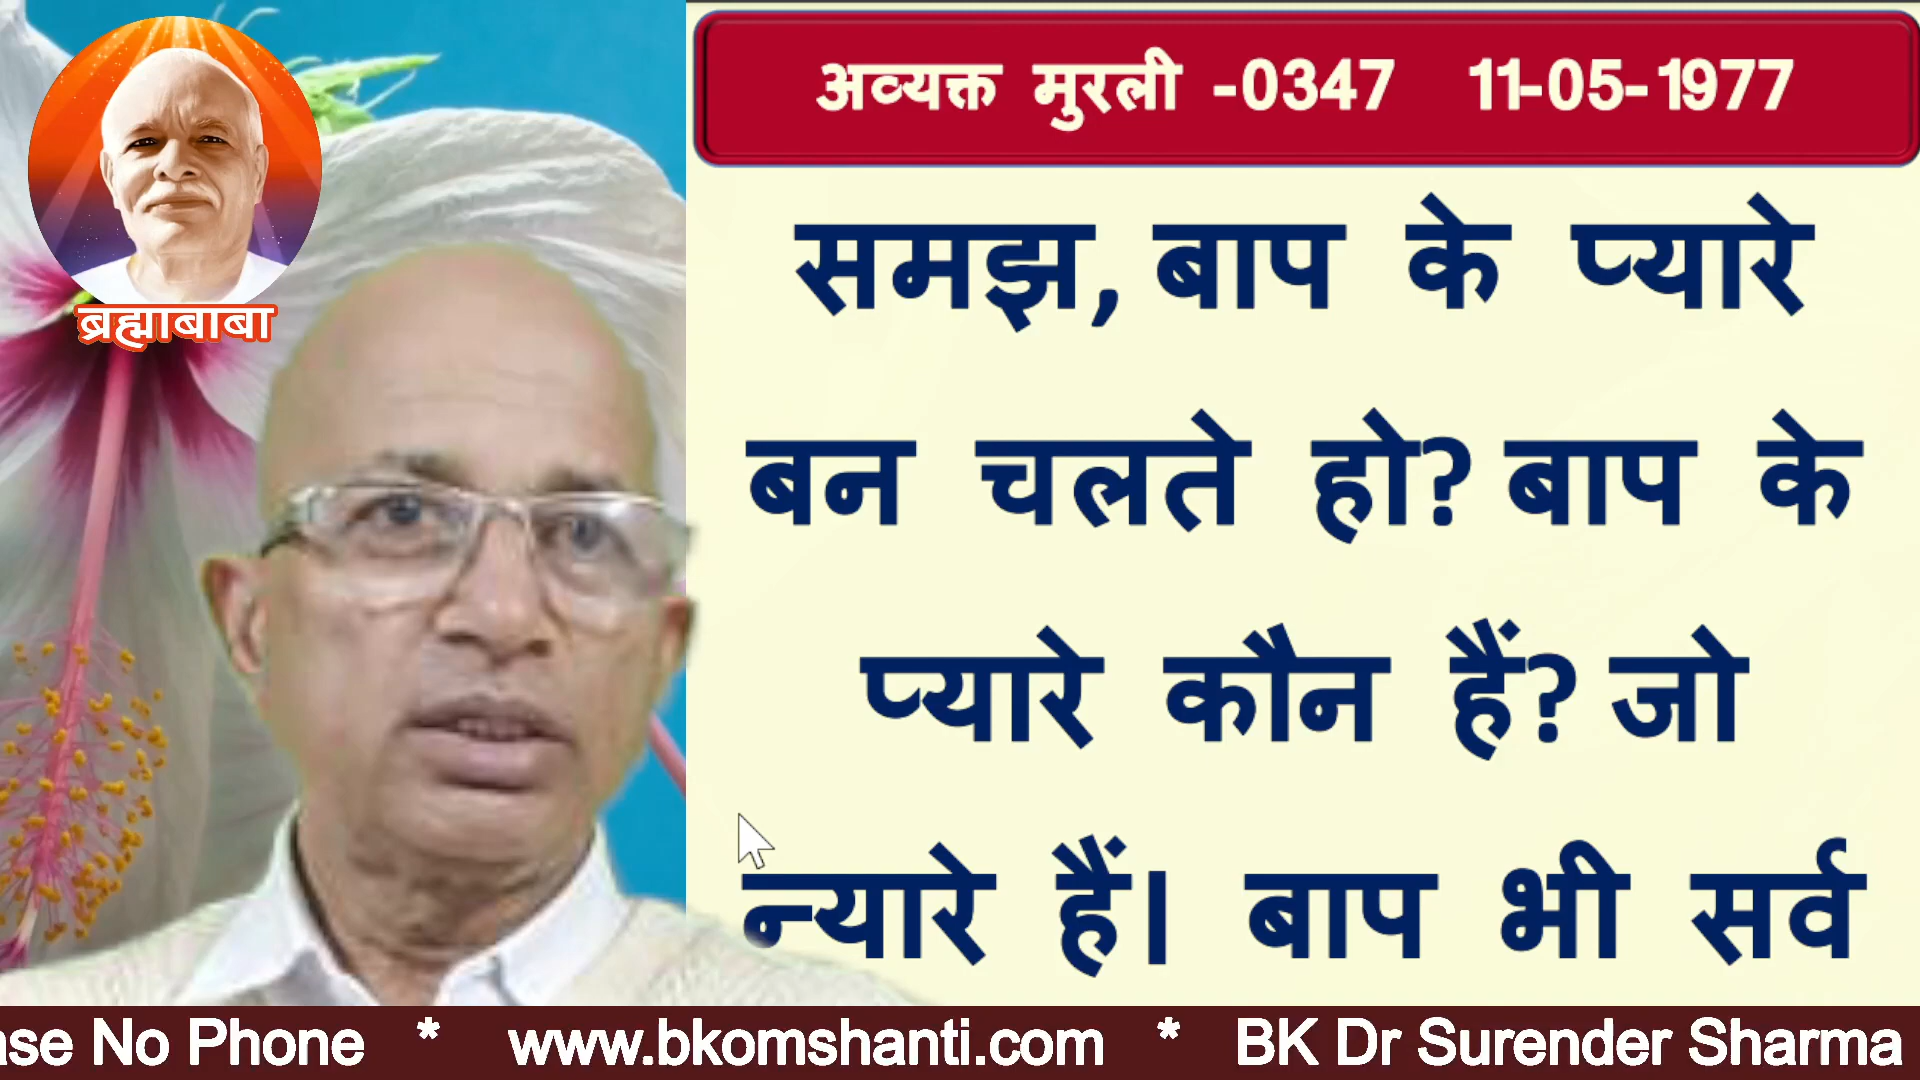 ब्रह्माबाबा
अव्यक्त मुरली -0347 11-05-1977
समझ, बाप के प्यारे
बन चलते हो? बाप के
प्यारे कौन हैं? जो
न्यारे हैं। बाप भी सर्व
ase No Phone * www.bkomshanti.com * BK Dr Surender Sharma